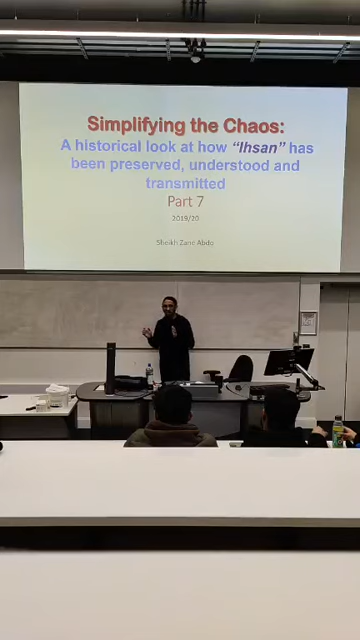 Simplifying the Chaos:
A historical look at how "Ihsan" has
been preserved, understood and
transmitted
Part 7
2019/20
Sheikh Zane Abdo